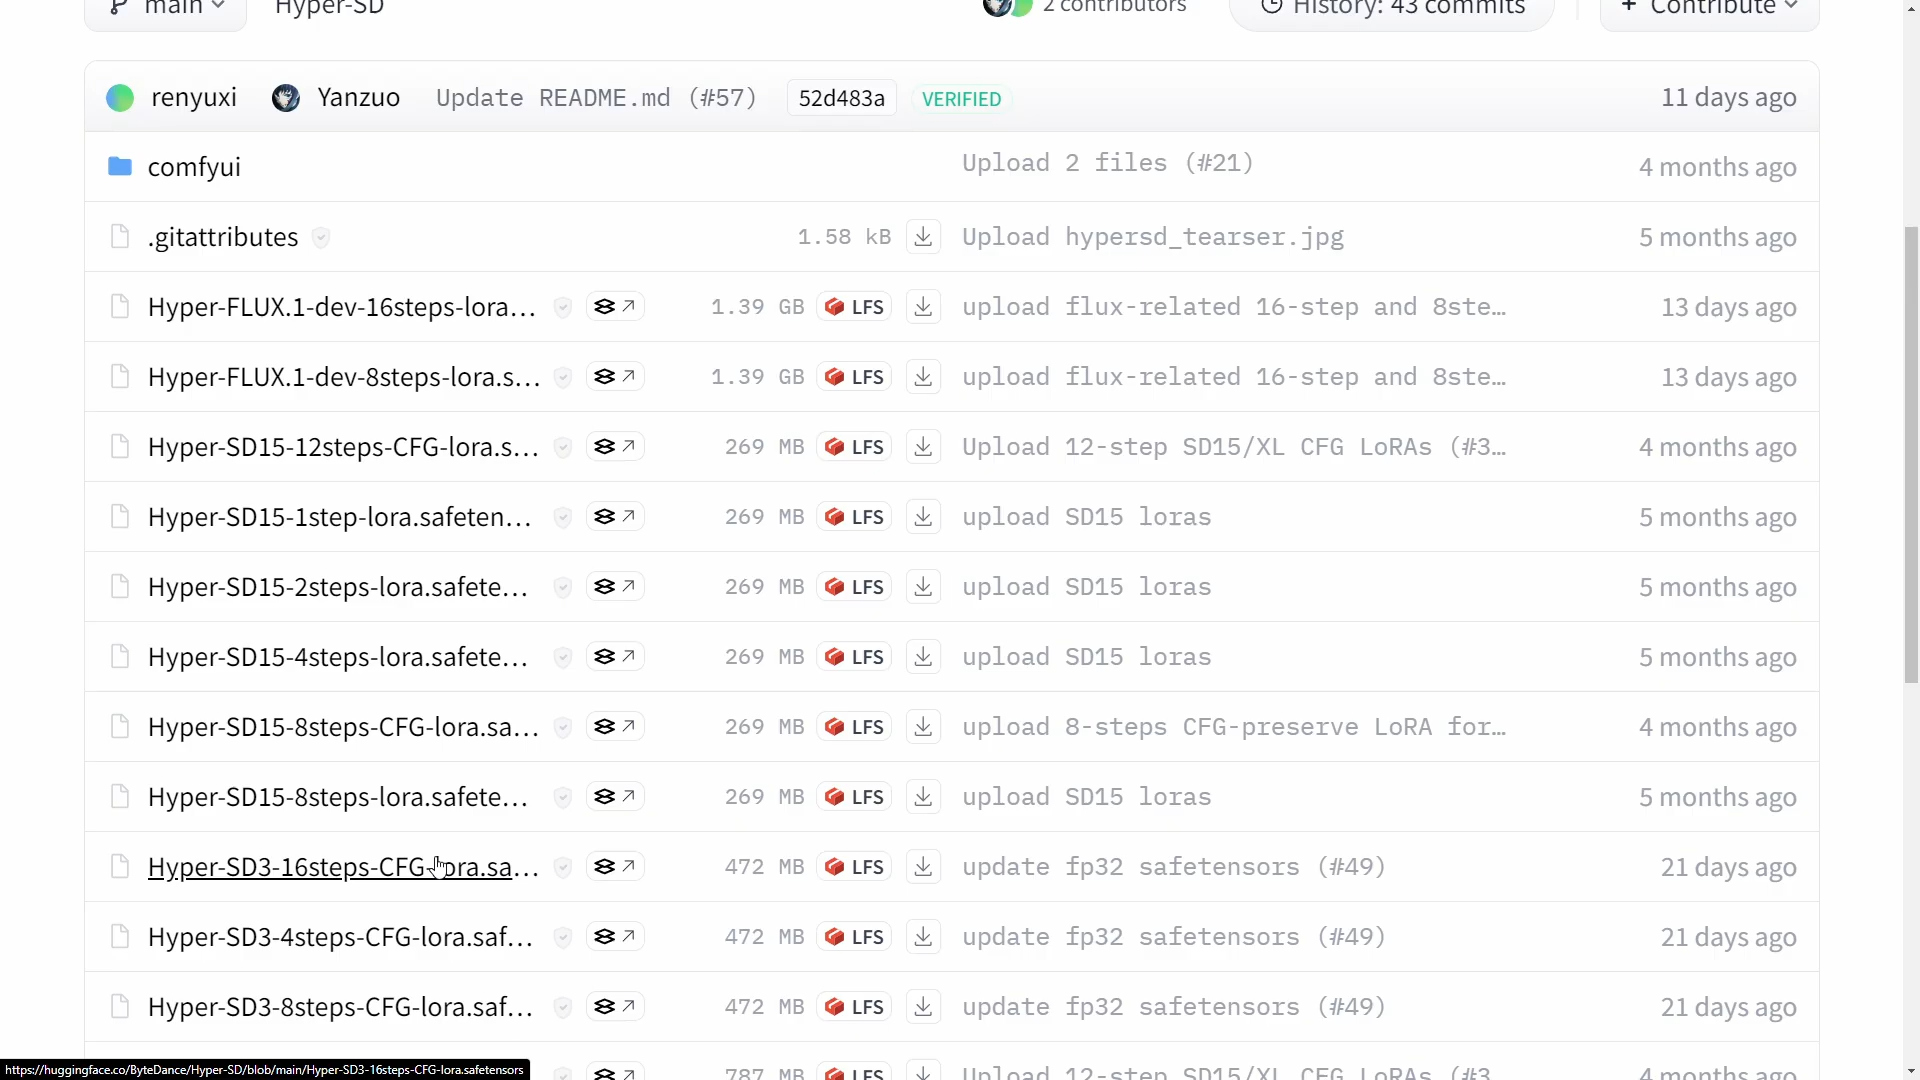 main Hyper-SD 2 contributors History: 43 commits + Contribute
renyuxi Yanzuo Update README.md (#57) 52d483a VERIFIED 11 days ago
comfyui Upload 2 files (#21) 4 months ago
.gitattributes 1.58 kB Upload hypersd_tearser.jpg 5 months ago
Hyper-FLUX.1-dev-16steps-lora... 1.39 GB LFS upload flux-related 16-step and 8ste… 13 days ago
Hyper-FLUX.1-dev-8steps-lora.s... 1.39 GB LFS upload flux-related 16-step and 8ste… 13 days ago
Hyper-SD15-12steps-CFG-lora.s... 269 MB LFS Upload 12-step SD15/XL CFG LoRAs (#3… 4 months ago
Hyper-SD15-1step-lora.safeten... 269 MB LFS upload SD15 loras 5 months ago
Hyper-SD15-2steps-lora.safete... 269 MB LFS upload SD15 loras 5 months ago
Hyper-SD15-4steps-lora.safete... 269 MB LFS upload SD15 loras 5 months ago
Hyper-SD15-8steps-CFG-lora.sa... 269 MB LFS upload 8-steps CFG-preserve LoRA for… 4 months ago
Hyper-SD15-8steps-lora.safete... 269 MB LFS upload SD15 loras 5 months ago
Hyper-SD3-16steps-CFG-lora.sa... 472 MB LFS update fp32 safetensors (#49) 21 days ago
Hyper-SD3-4steps-CFG-lora.saf... 472 MB LFS update fp32 safetensors (#49) 21 days ago
Hyper-SD3-8steps-CFG-lora.saf... 472 MB LFS update fp32 safetensors (#49) 21 days ago
787 MB LFS Upload 12-step SD15/XL CFG LoRAs (#3 4 months ago
https://huggingface.co/ByteDance/Hyper-SD/blob/main/Hyper-SD3-16steps-CFG-lora.safetensors